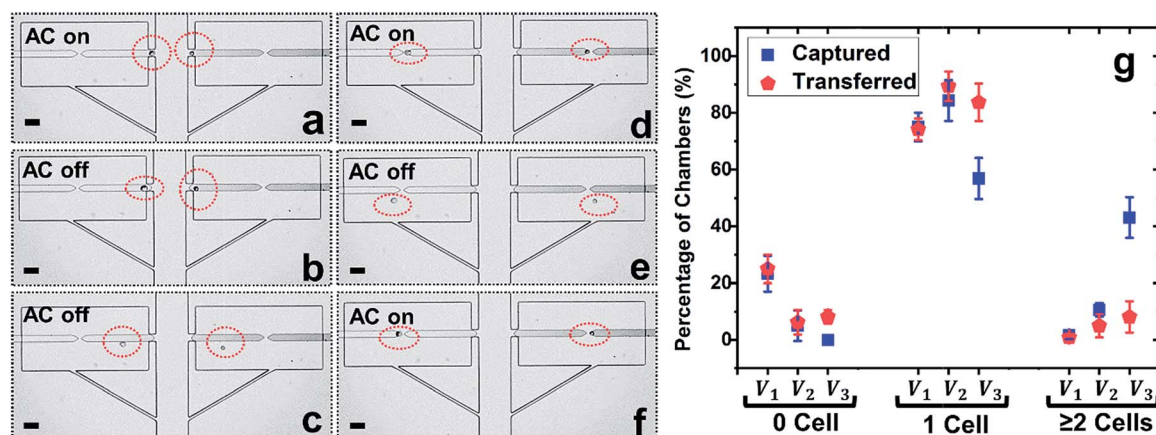 AC on
a
AC on
d
AC off
b
AC off
e
AC off
c
AC on
f
g
Captured
Transferred
Percentage of Chambers (%)
100
80
60
40
20
0
V1 V2 V3
V1 V2 V3
V1 V2 V3
0 Cell
1 Cell
≥2 Cells